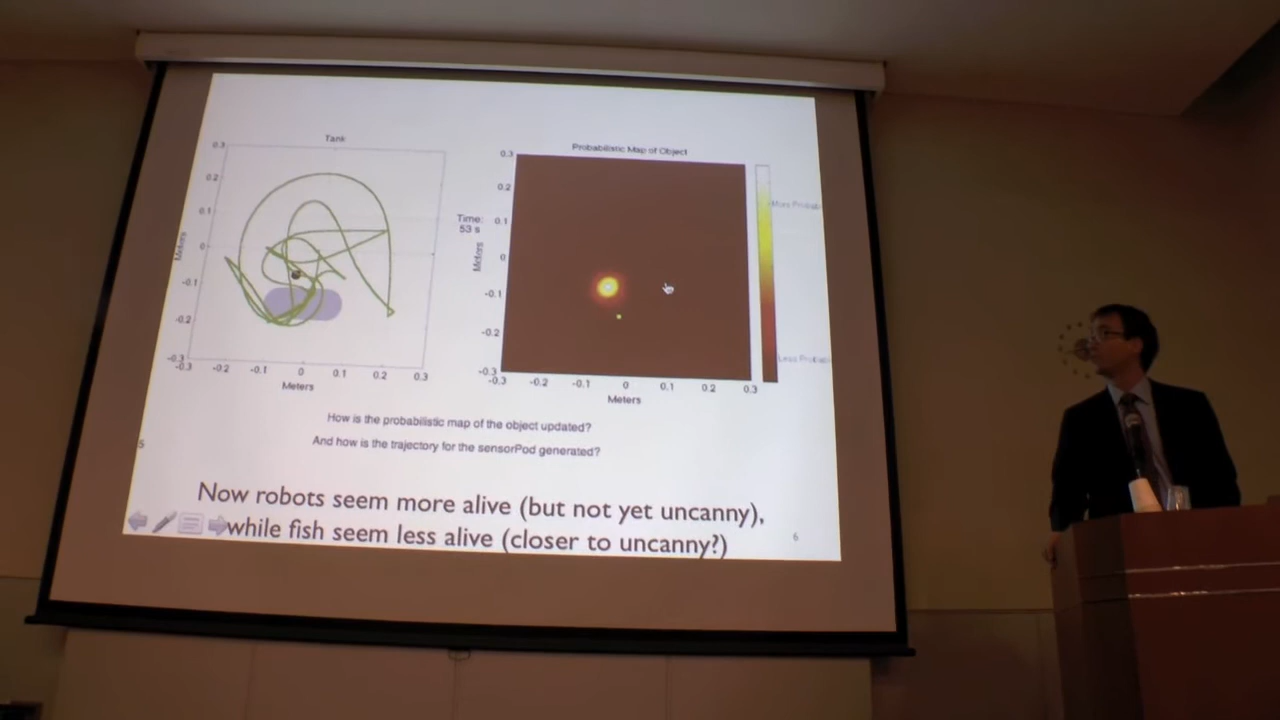 Tank
0.3
0.2
0.1
0
-0.1
-0.2
-0.3
Meters
-0.3 -0.2 -0.1 0 0.1 0.2 0.3
Meters
Time:
53 s
Probabilistic Map of Object
0.3
0.2
0.1
0
-0.1
-0.2
-0.3
Meters
-0.3 -0.2 -0.1 0 0.1 0.2 0.3
Meters
More
Less
How is the probabilistic map of the object updated?
And how is the trajectory for the sensorPod generated?
5
Now robots seem more alive (but not yet uncanny),
while fish seem less alive (closer to uncanny?)
6